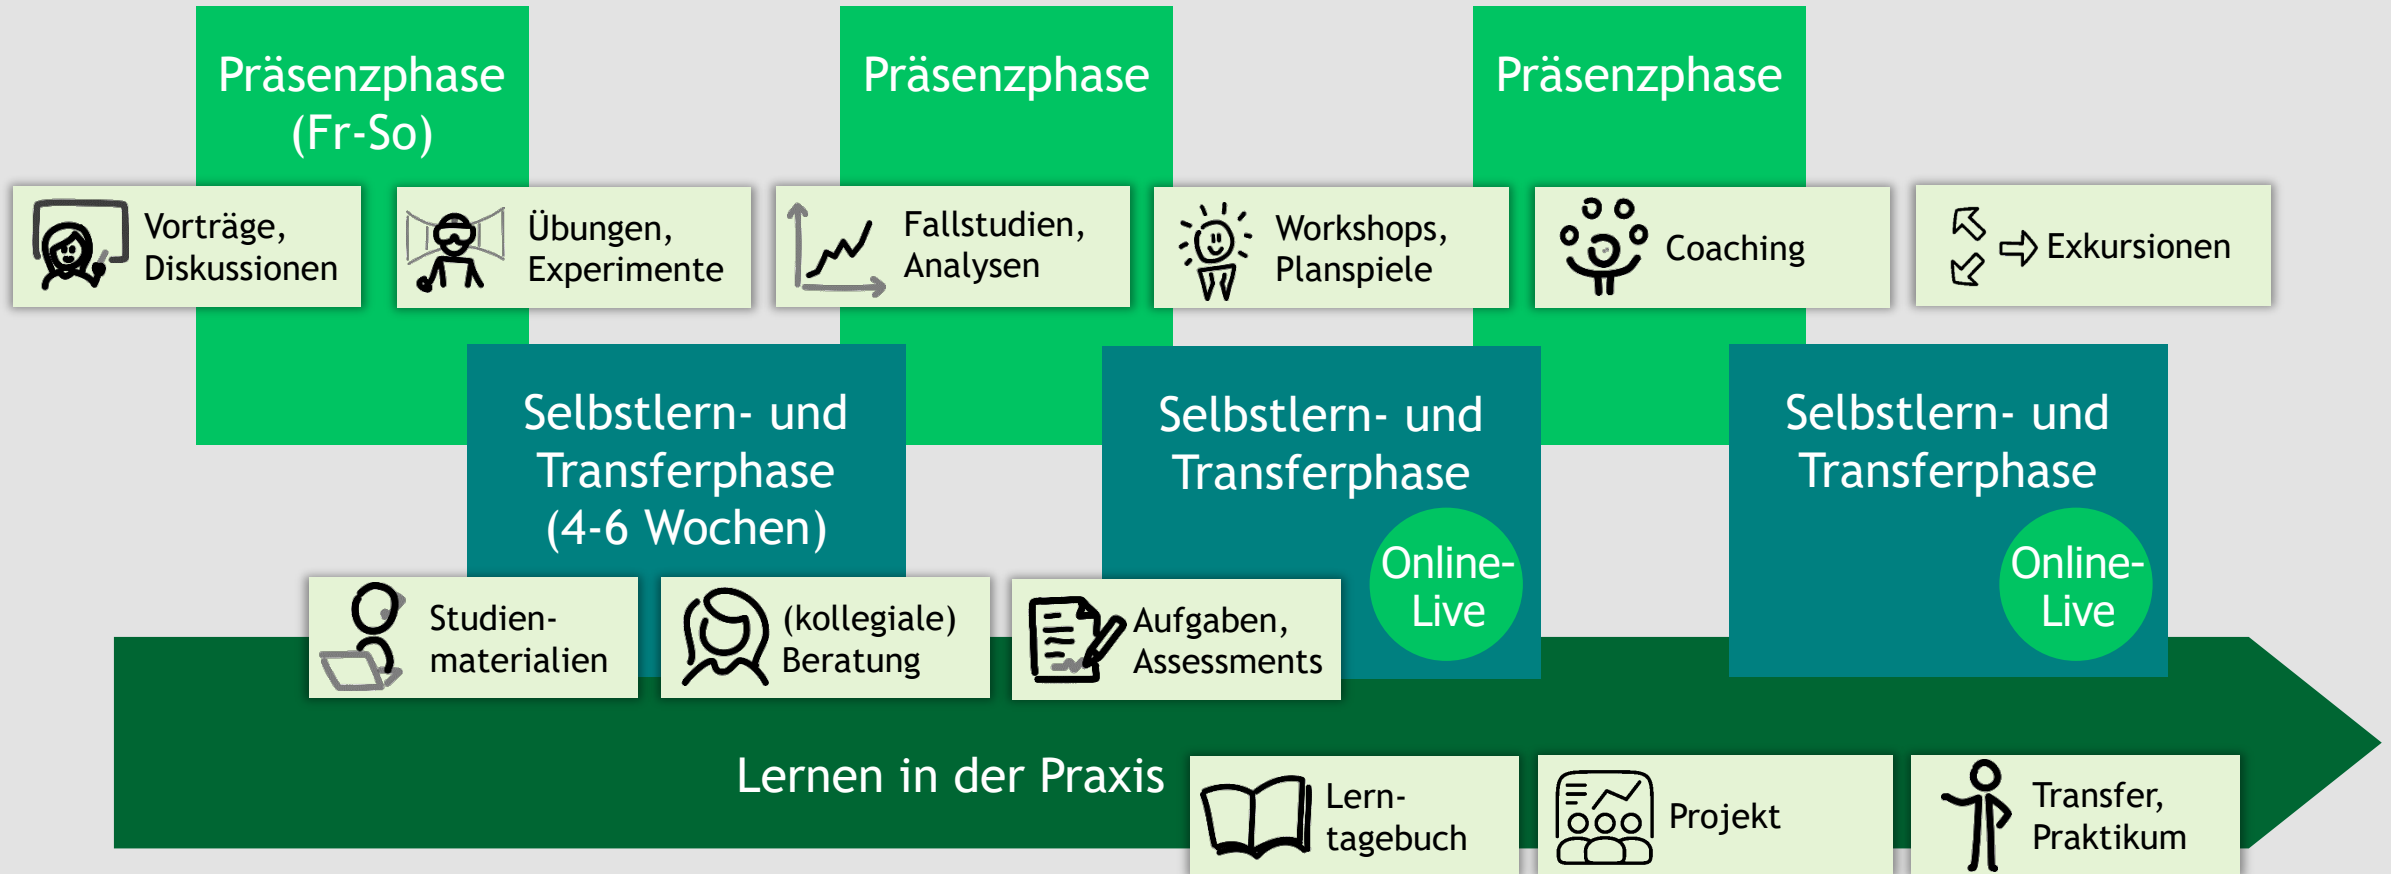 Präsenzphase
(Fr-So)
Präsenzphase
Präsenzphase
Vorträge,
Diskussionen
Übungen,
Experimente
Fallstudien,
Analysen
Workshops,
Planspiele
Coaching
Exkursionen
Selbstlern- und
Transferphase
(4-6 Wochen)
Selbstlern- und
Transferphase
Online-
Live
Selbstlern- und
Transferphase
Online-
Live
Studien-
materialien
(kollegiale)
Beratung
Aufgaben,
Assessments
Lernen in der Praxis
Lern-
tagebuch
Projekt
Transfer,
Praktikum